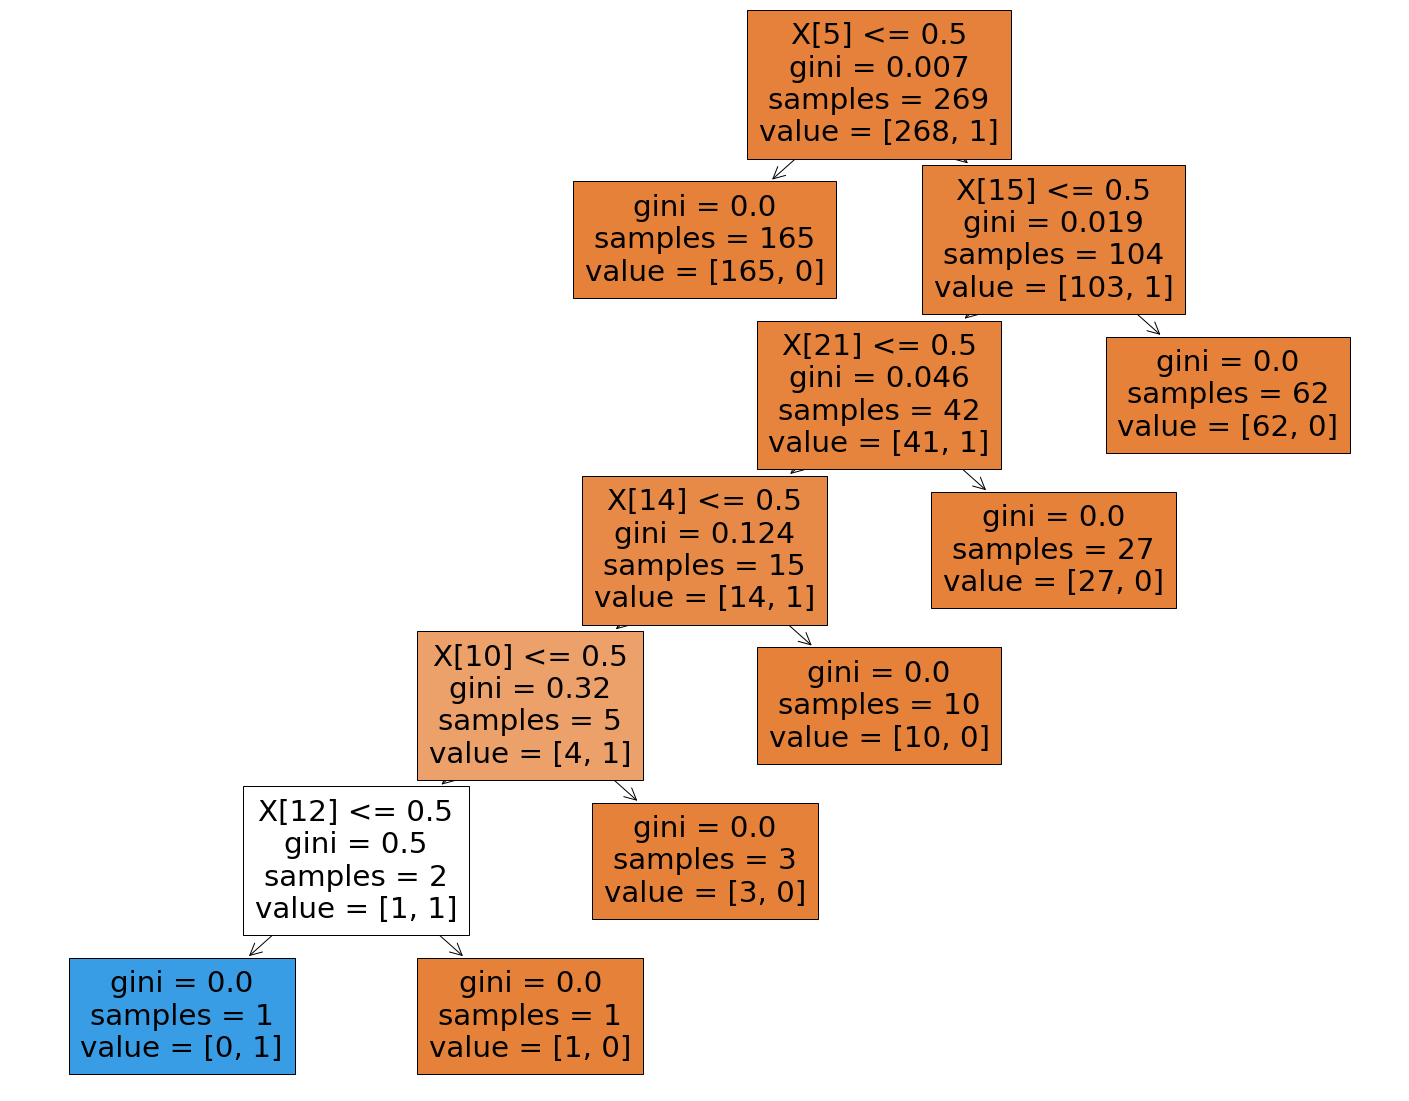 X[5] <= 0.5
gini = 0.007
samples = 269
value = [268, 1]
gini = 0.0
samples = 165
value = [165, 0]
X[15] <= 0.5
gini = 0.019
samples = 104
value = [103, 1]
X[21] <= 0.5
gini = 0.046
samples = 42
value = [41, 1]
gini = 0.0
samples = 62
value = [62, 0]
X[14] <= 0.5
gini = 0.124
samples = 15
value = [14, 1]
gini = 0.0
samples = 27
value = [27, 0]
X[10] <= 0.5
gini = 0.32
samples = 5
value = [4, 1]
gini = 0.0
samples = 10
value = [10, 0]
X[12] <= 0.5
gini = 0.5
samples = 2
value = [1, 1]
gini = 0.0
samples = 3
value = [3, 0]
gini = 0.0
samples = 1
value = [0, 1]
gini = 0.0
samples = 1
value = [1, 0]